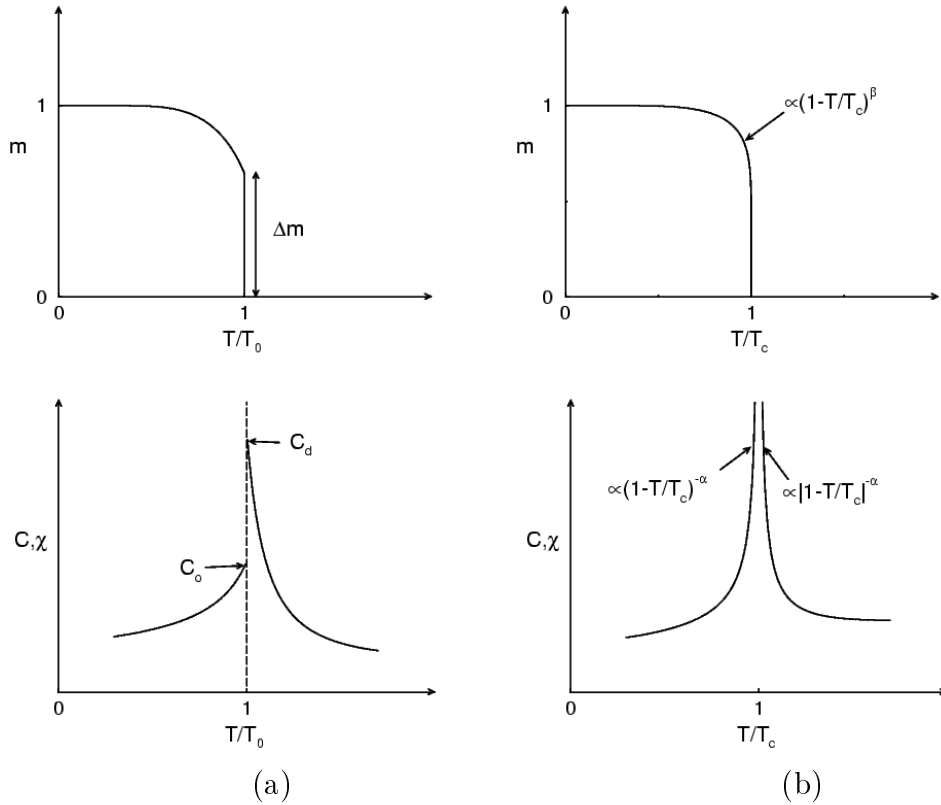 1
m
Δm
0
0
1
T/T₀
1
∝(1-T/T_c)^β
m
0
0
1
T/T_c
C_d
C,χ
C_o
0
1
T/T₀
∝(1-T/T_c)^-α
∝|1-T/T_c|^-α
C,χ
0
1
T/T_c
(a)
(b)